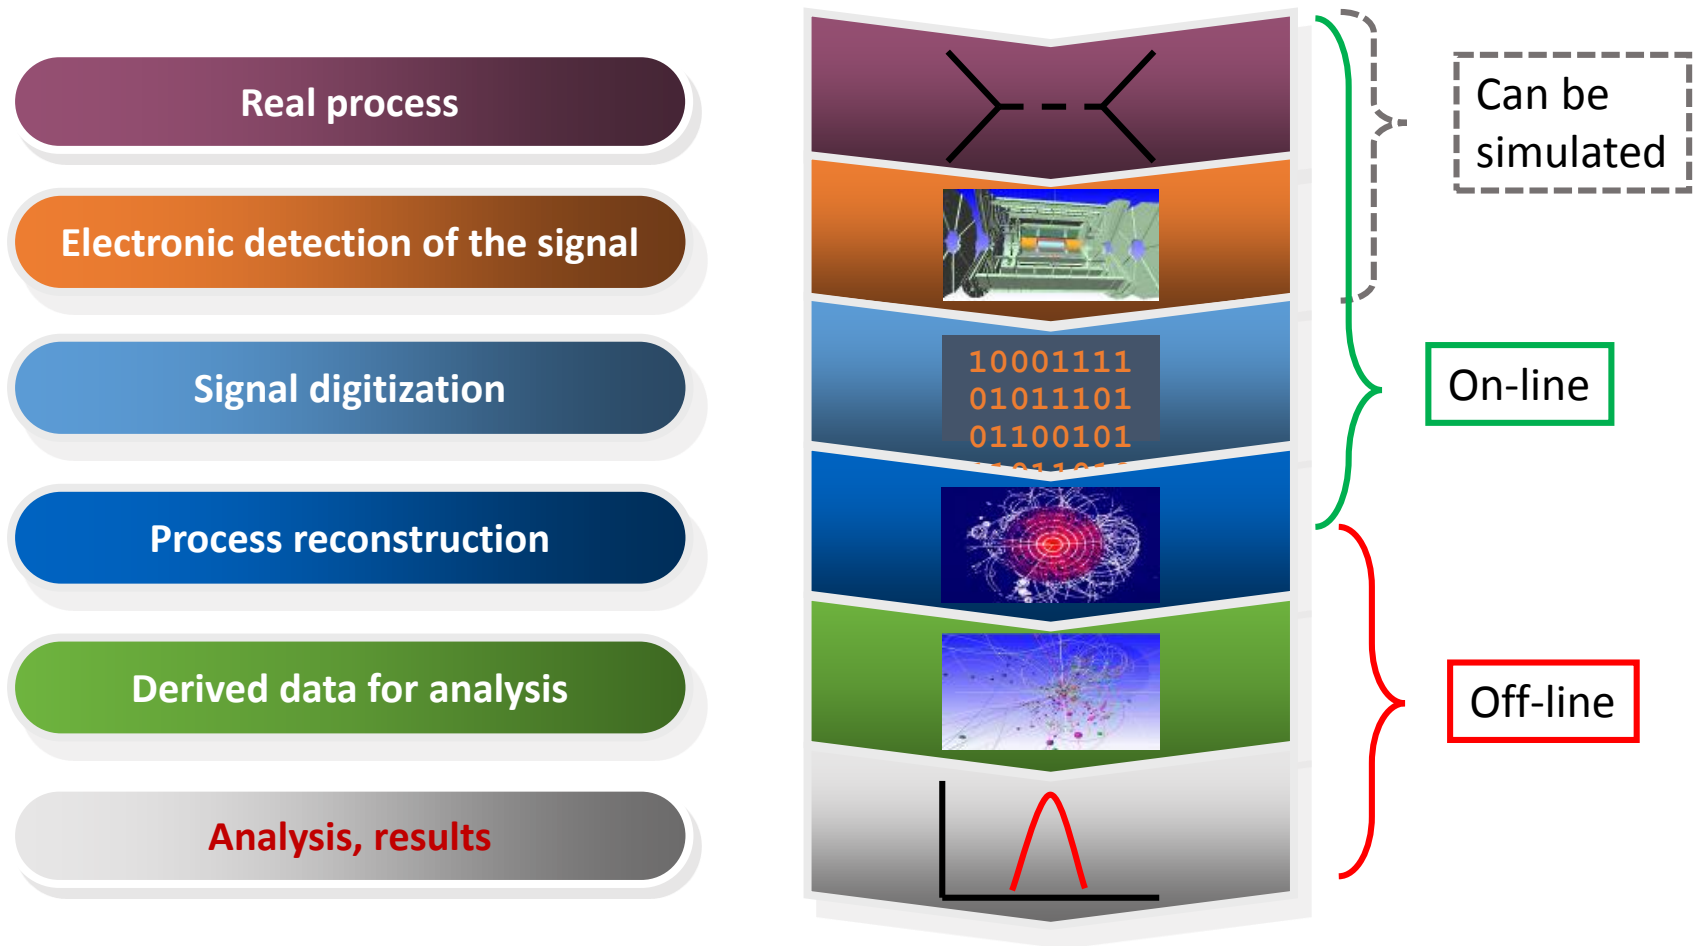 Real process
Electronic detection of the signal
Signal digitization
Process reconstruction
Derived data for analysis
Analysis, results
10001111
01011101
01100101
Can be
simulated
On-line
Off-line